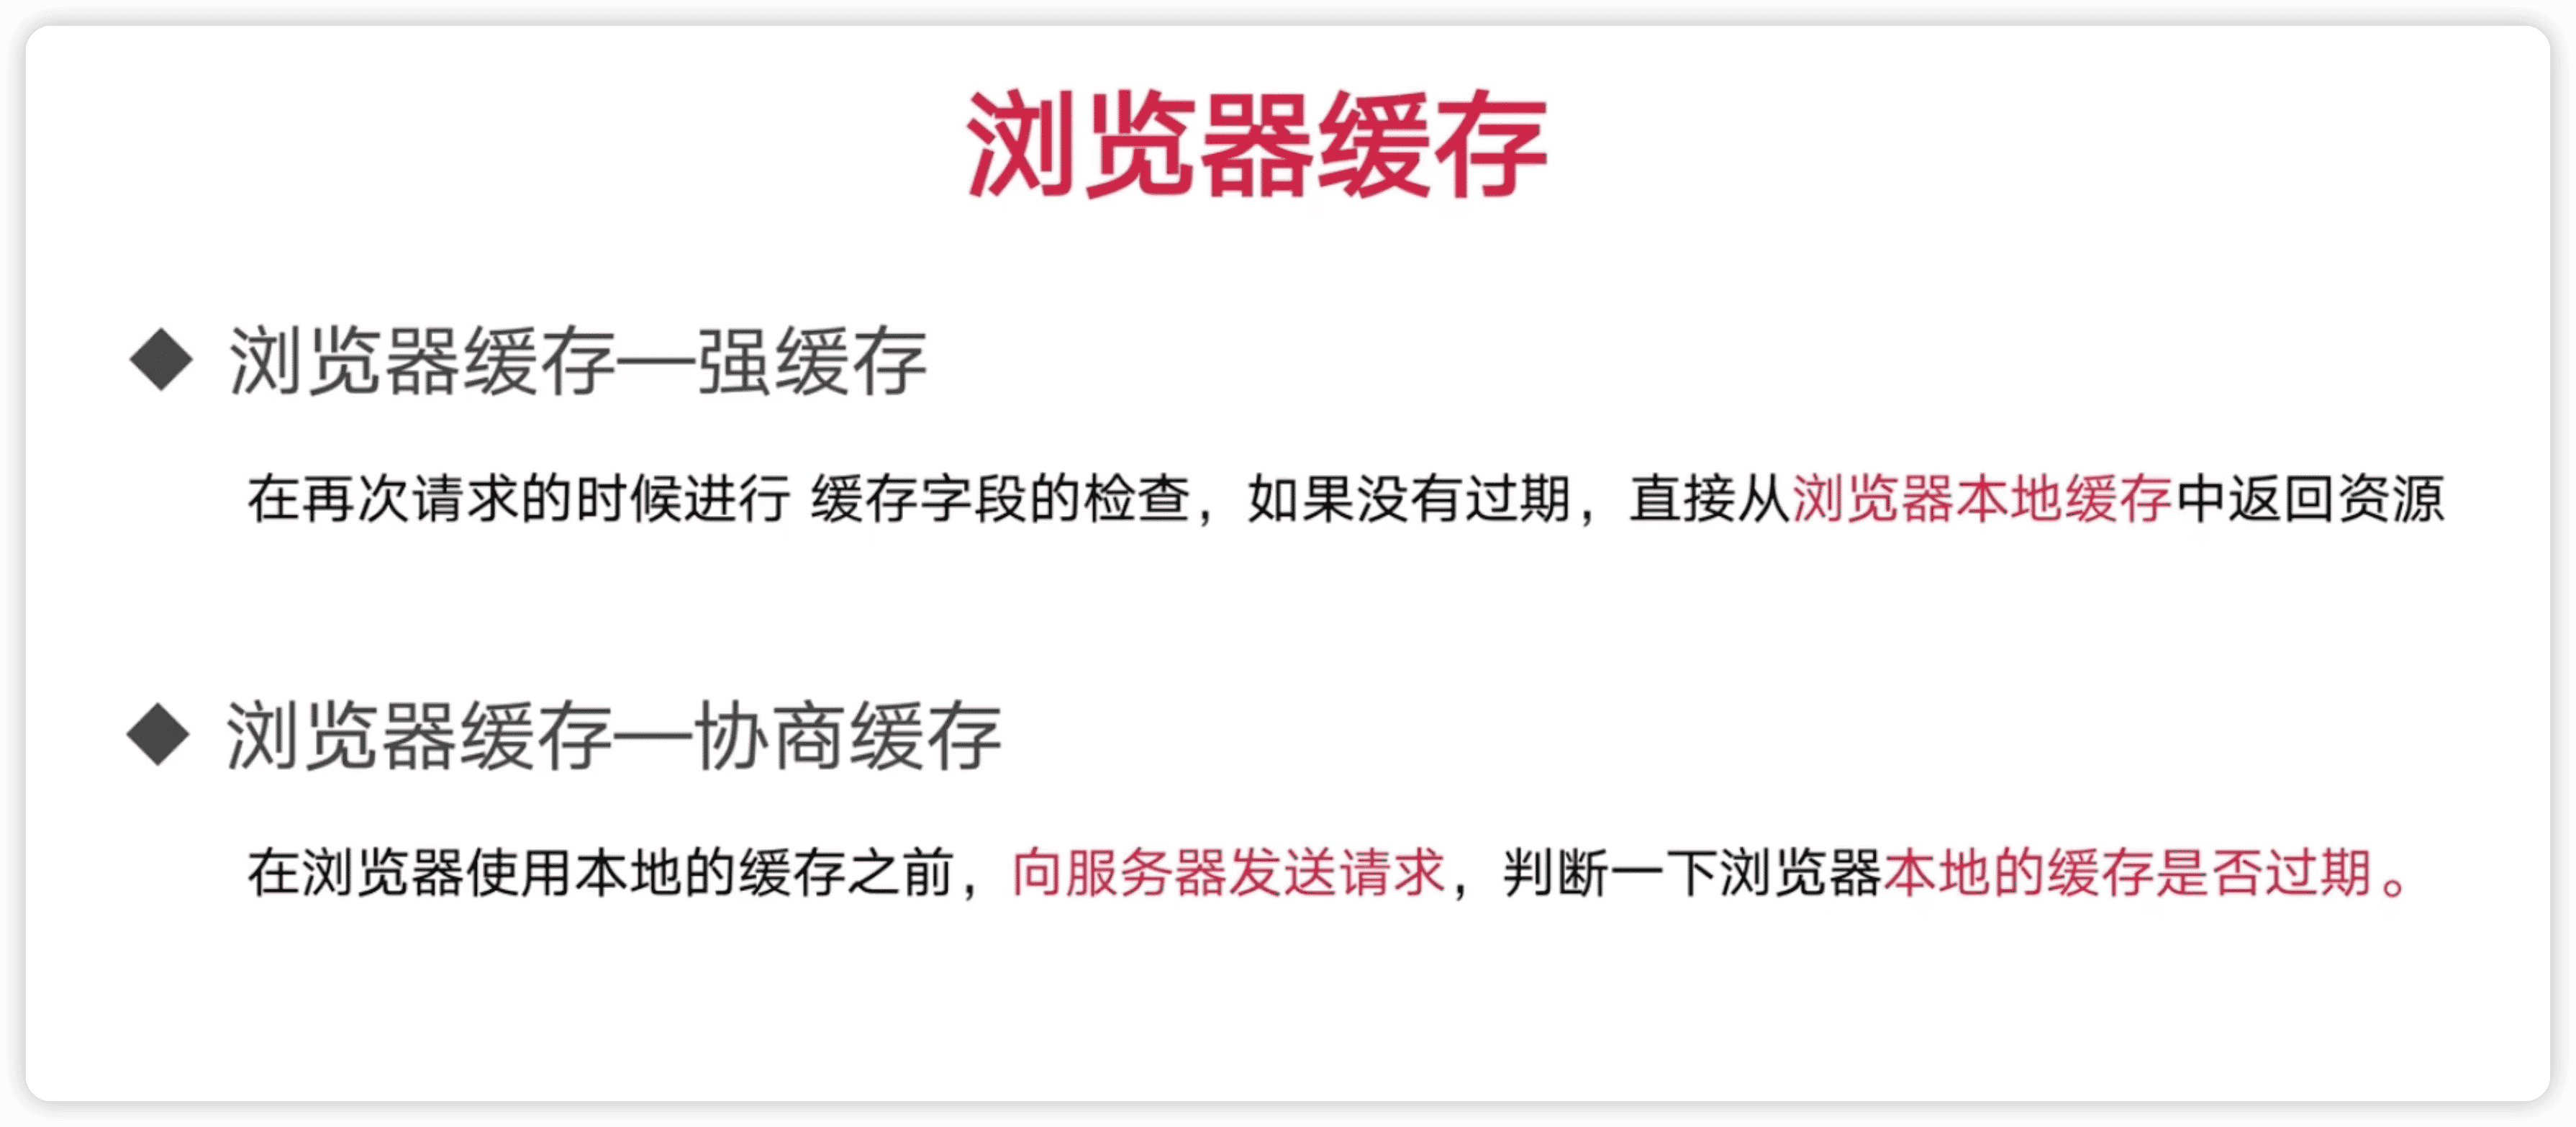 浏览器缓存
◆ 浏览器缓存—强缓存
在再次请求的时候进行 缓存字段的检查，如果没有过期，直接从浏览器本地缓存中返回资源
◆ 浏览器缓存—协商缓存
在浏览器使用本地的缓存之前，向服务器发送请求，判断一下浏览器本地的缓存是否过期。